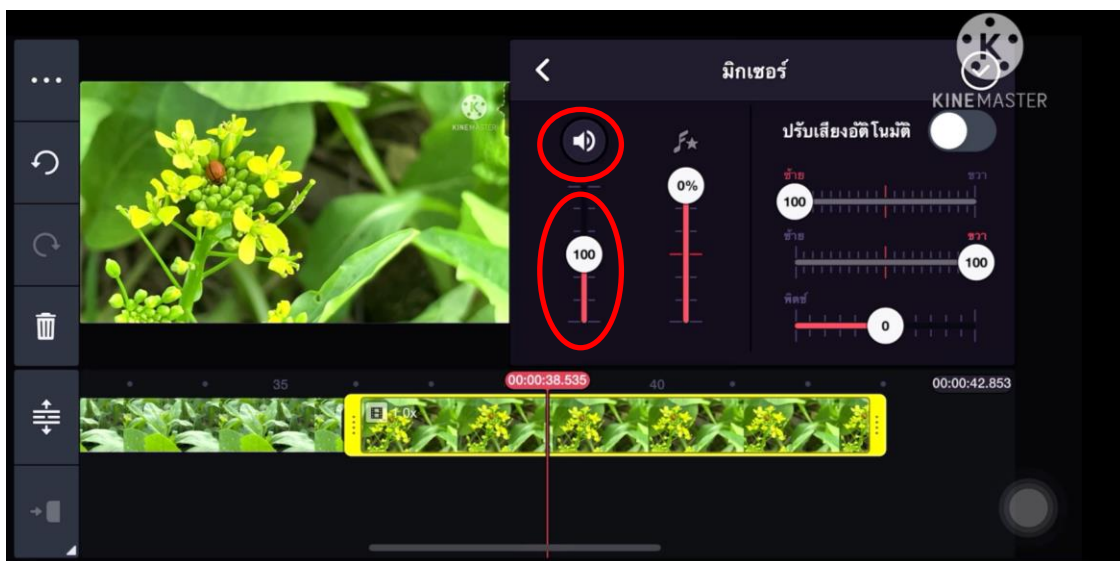 มิกเซอร์
KINEMASTER
KINEMASTER
ปรับเสียงอัตโนมัติ
0%
ซ้าย ขวา
100
100
ซ้าย ขวา
100
พิตช์
0
35
00:00:38.535
40
00:00:42.853
1.0x